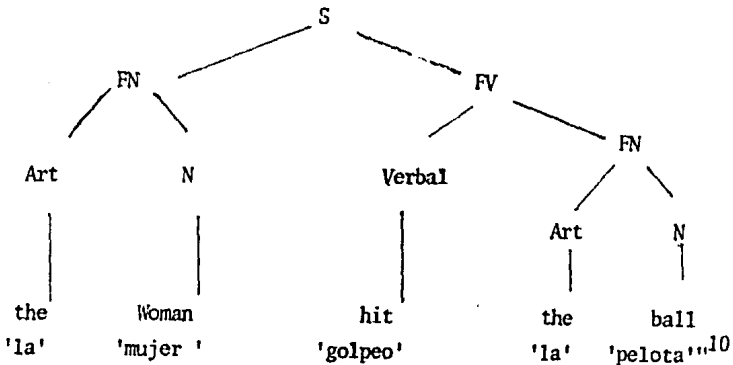 S
FN FV
FN
Art N Verbal
Art N
the Woman hit the ball
'la' 'mujer ' 'golpeo' 'la' 'pelota'"10